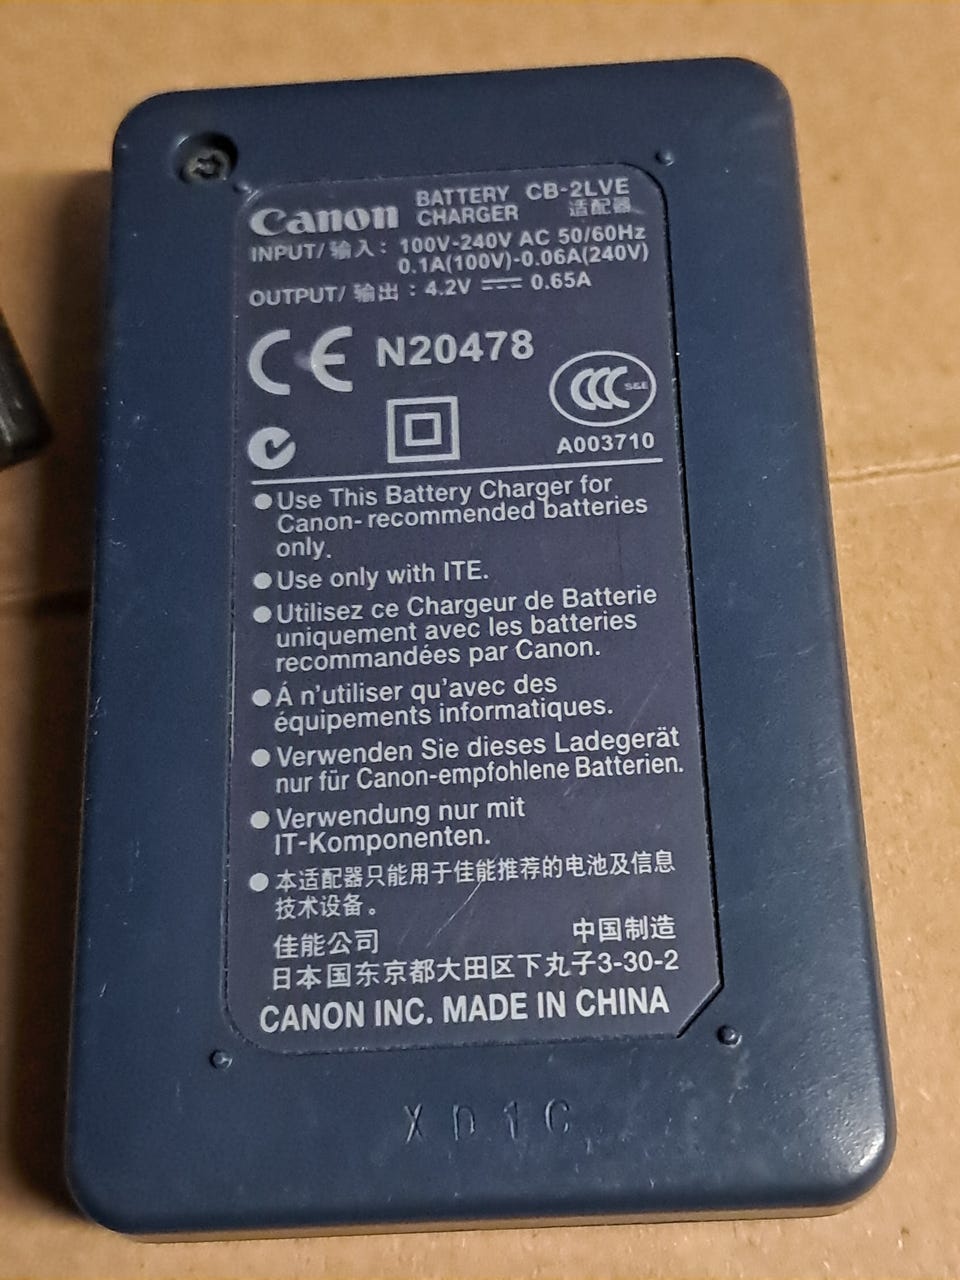 Canon BATTERY CHARGER CB-2LVE
适配器
INPUT/输入: 100V-240V AC 50/60Hz
0.1A(100V)-0.06A(240V)
OUTPUT/输出: 4.2V ⎓ 0.65A
CE N20478
CCC S&E
A003710
●Use This Battery Charger for
Canon-recommended batteries
only.
●Use only with ITE.
●Utilisez ce Chargeur de Batterie
uniquement avec les batteries
recommandées par Canon.
●Á n'utiliser qu'avec des
équipements informatiques.
●Verwenden Sie dieses Ladegerät
nur für Canon-empfohlene Batterien.
●Verwendung nur mit
IT-Komponenten.
●本适配器只能用于佳能推荐的电池及信息
技术设备。
佳能公司 中国制造
日本国东京都大田区下丸子3-30-2
CANON INC. MADE IN CHINA
XD1C